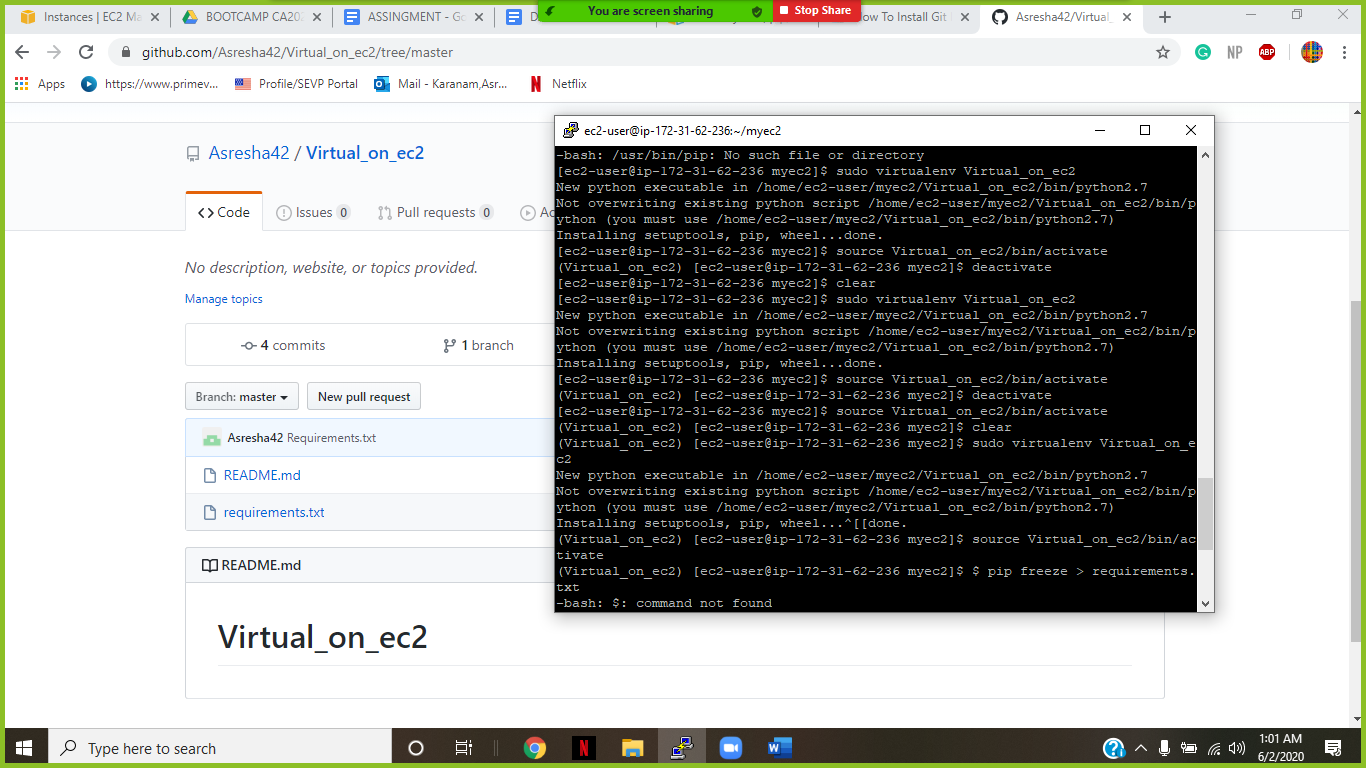 Instances | EC2 Ma
BOOTCAMP CA202
ASSINGMENT - Go
D
You are screen sharing
Stop Share
ow To Install Git
Asresha42/Virtual_
github.com/Asresha42/Virtual_on_ec2/tree/master
NP
ABP
Apps
https://www.primev...
Profile/SEVP Portal
Mail - Karanam,Asr...
Netflix
Asresha42 / Virtual_on_ec2
Code
Issues 0
Pull requests 0
Ac
No description, website, or topics provided.
Manage topics
4 commits
1 branch
Branch: master
New pull request
Asresha42 Requirements.txt
README.md
requirements.txt
README.md
Virtual_on_ec2
ec2-user@ip-172-31-62-236:~/myec2
-bash: /usr/bin/pip: No such file or directory
[ec2-user@ip-172-31-62-236 myec2]$ sudo virtualenv Virtual_on_ec2
New python executable in /home/ec2-user/myec2/Virtual_on_ec2/bin/python2.7
Not overwriting existing python script /home/ec2-user/myec2/Virtual_on_ec2/bin/p
ython (you must use /home/ec2-user/myec2/Virtual_on_ec2/bin/python2.7)
Installing setuptools, pip, wheel...done.
[ec2-user@ip-172-31-62-236 myec2]$ source Virtual_on_ec2/bin/activate
(Virtual_on_ec2) [ec2-user@ip-172-31-62-236 myec2]$ deactivate
[ec2-user@ip-172-31-62-236 myec2]$ clear
[ec2-user@ip-172-31-62-236 myec2]$ sudo virtualenv Virtual_on_ec2
New python executable in /home/ec2-user/myec2/Virtual_on_ec2/bin/python2.7
Not overwriting existing python script /home/ec2-user/myec2/Virtual_on_ec2/bin/p
ython (you must use /home/ec2-user/myec2/Virtual_on_ec2/bin/python2.7)
Installing setuptools, pip, wheel...done.
[ec2-user@ip-172-31-62-236 myec2]$ source Virtual_on_ec2/bin/activate
(Virtual_on_ec2) [ec2-user@ip-172-31-62-236 myec2]$ deactivate
[ec2-user@ip-172-31-62-236 myec2]$ source Virtual_on_ec2/bin/activate
(Virtual_on_ec2) [ec2-user@ip-172-31-62-236 myec2]$ clear
(Virtual_on_ec2) [ec2-user@ip-172-31-62-236 myec2]$ sudo virtualenv Virtual_on_e
c2
New python executable in /home/ec2-user/myec2/Virtual_on_ec2/bin/python2.7
Not overwriting existing python script /home/ec2-user/myec2/Virtual_on_ec2/bin/p
ython (you must use /home/ec2-user/myec2/Virtual_on_ec2/bin/python2.7)
Installing setuptools, pip, wheel...^[[done.
(Virtual_on_ec2) [ec2-user@ip-172-31-62-236 myec2]$ source Virtual_on_ec2/bin/ac
tivate
(Virtual_on_ec2) [ec2-user@ip-172-31-62-236 myec2]$ $ pip freeze > requirements.
txt
-bash: $: command not found
Type here to search
1:01 AM
6/2/2020